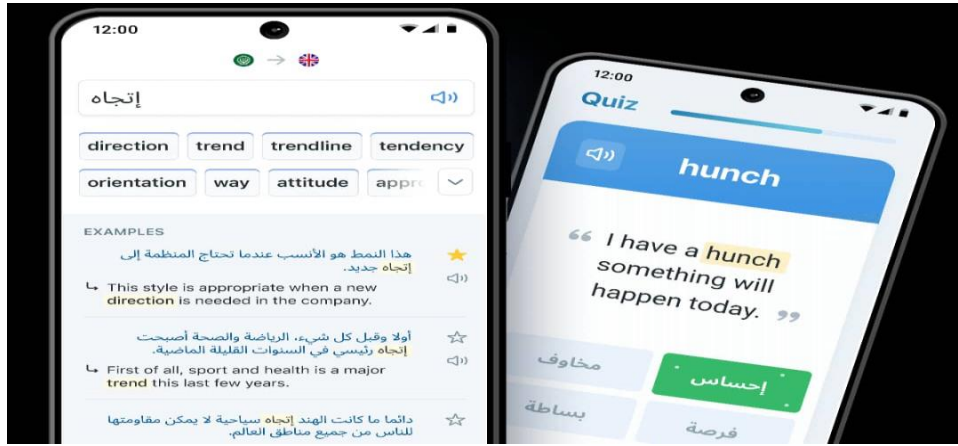 12:00
إتجاه
direction trend trendline tendency
orientation way attitude
EXAMPLES
هذا النمط هو الأنسب عندما تحتاج المنظمة إلى
إتجاه جديد.
This style is appropriate when a new
direction is needed in the company.
أولا وقبل كل شيء، الرياضة والصحة أصبحت
إتجاه رئيسي في السنوات القليلة الماضية.
First of all, sport and health is a major
trend this last few years.
دائما ما كانت الهند إتجاه سياحية لا يمكن مقاومتها
للناس من جميع مناطق العالم.
12:00
Quiz
hunch
“ I have a hunch
something will
happen today. ”
مخاوف
إحساس
بساطة
فرصة